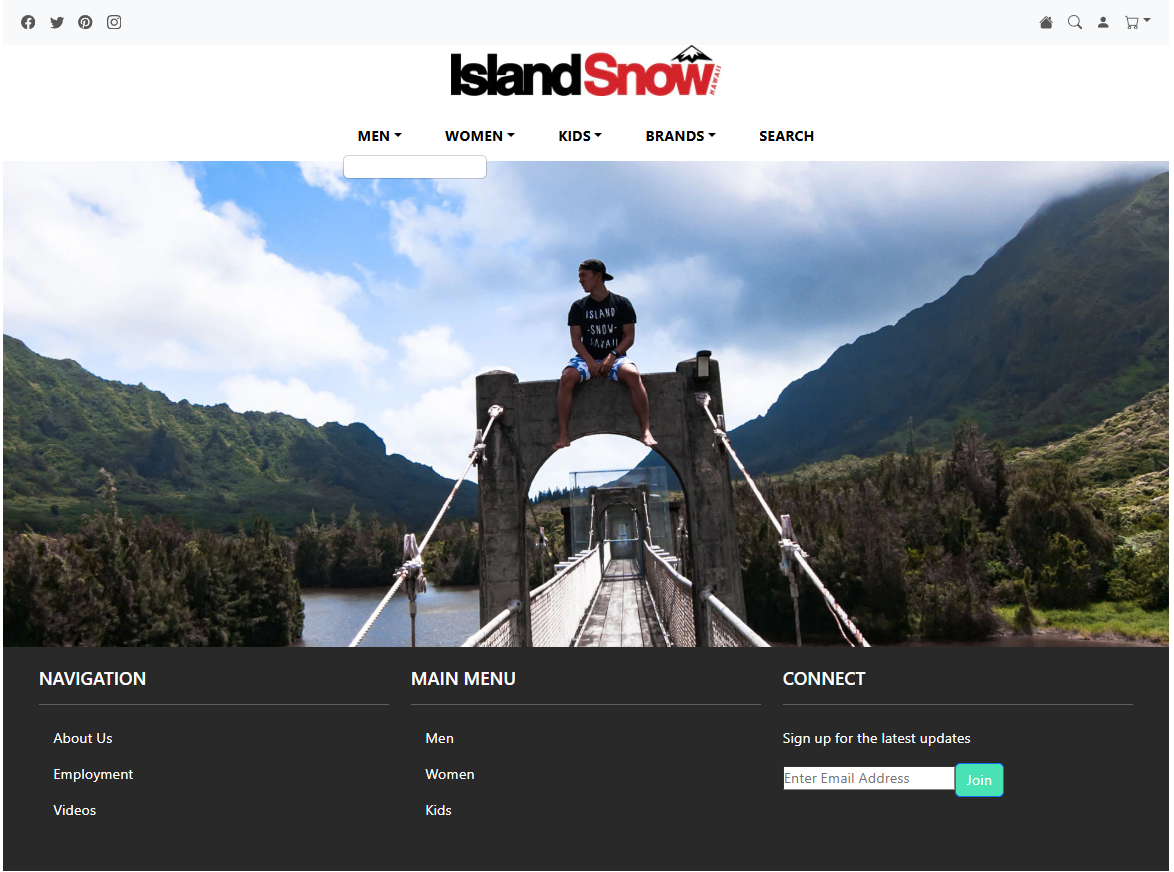 IslandSnow
HAWAII
MEN WOMEN KIDS BRANDS SEARCH
ISLAND
-SNOW-
HAWAII
NAVIGATION
About Us
Employment
Videos
MAIN MENU
Men
Women
Kids
CONNECT
Sign up for the latest updates
Enter Email Address Join